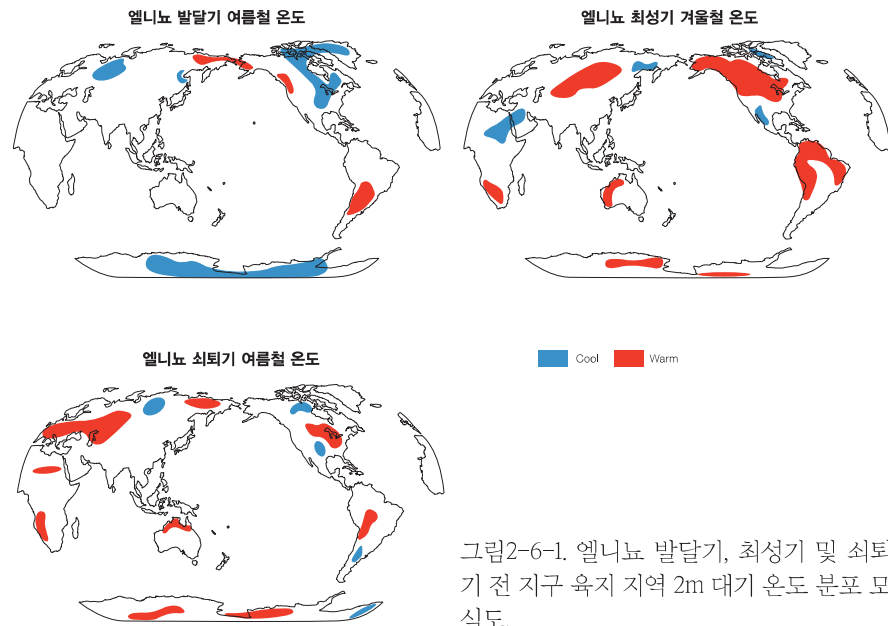 엘니뇨 발달기 여름철 온도
엘니뇨 최성기 겨울철 온도
엘니뇨 쇠퇴기 여름철 온도
Cool
Warm
그림2-6-1. 엘니뇨 발달기, 최성기 및 쇠퇴
기 전 지구 육지 지역 2m 대기 온도 분포 모
식도.